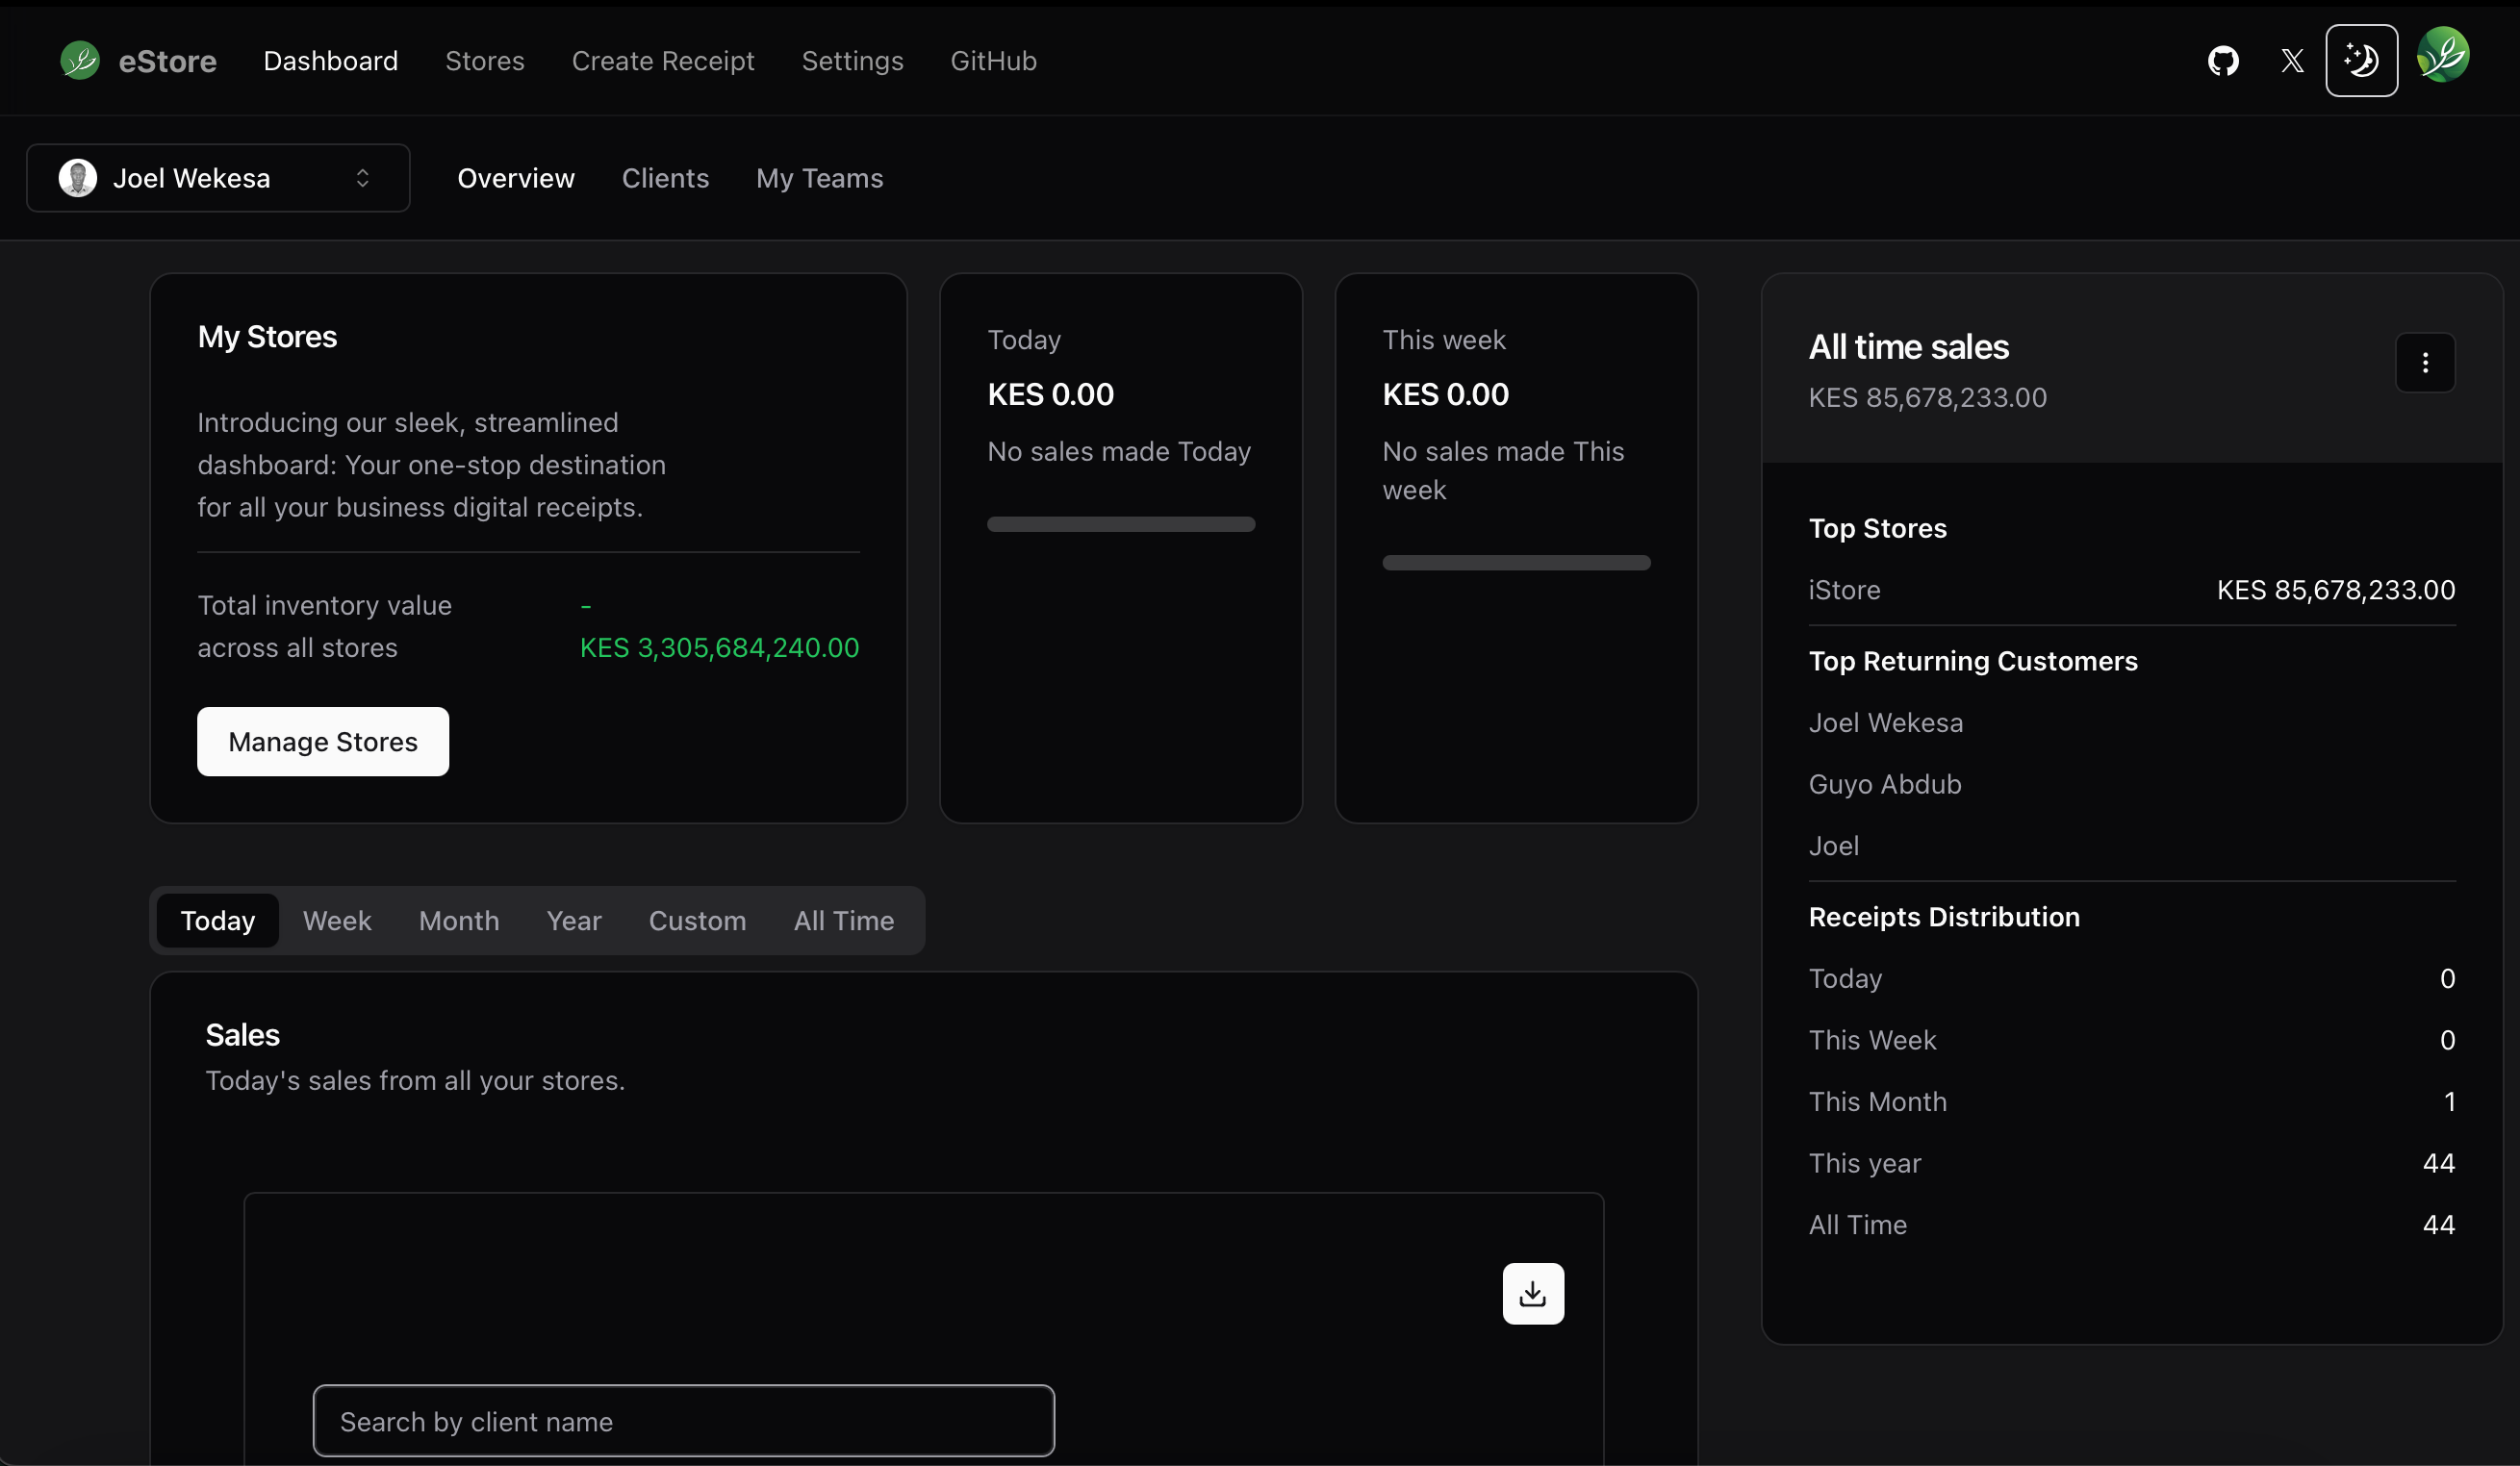 eStore
Dashboard
Stores
Create Receipt
Settings
GitHub
Joel Wekesa
Overview
Clients
My Teams
My Stores
Introducing our sleek, streamlined
dashboard: Your one-stop destination
for all your business digital receipts.
Total inventory value
across all stores
-
KES 3,305,684,240.00
Manage Stores
Today
KES 0.00
No sales made Today
This week
KES 0.00
No sales made This
week
All time sales
KES 85,678,233.00
Top Stores
iStore KES 85,678,233.00
Top Returning Customers
Joel Wekesa
Guyo Abdub
Joel
Receipts Distribution
Today 0
This Week 0
This Month 1
This year 44
All Time 44
Today
Week
Month
Year
Custom
All Time
Sales
Today's sales from all your stores.
Search by client name